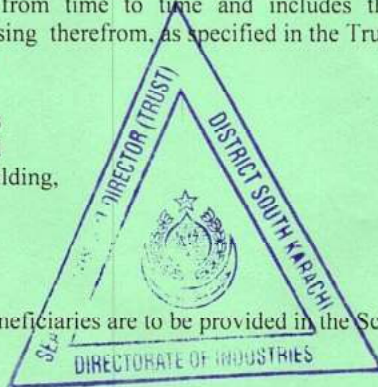 from time to time and includes th
sing therefrom, as specified in the Tru
lding,
DIRECTOR (TRUST)
DISTRICT SOUTH KARACHI
neficiaries are to be provided in the Sc
DIRECTORATE OF INDUSTRIES